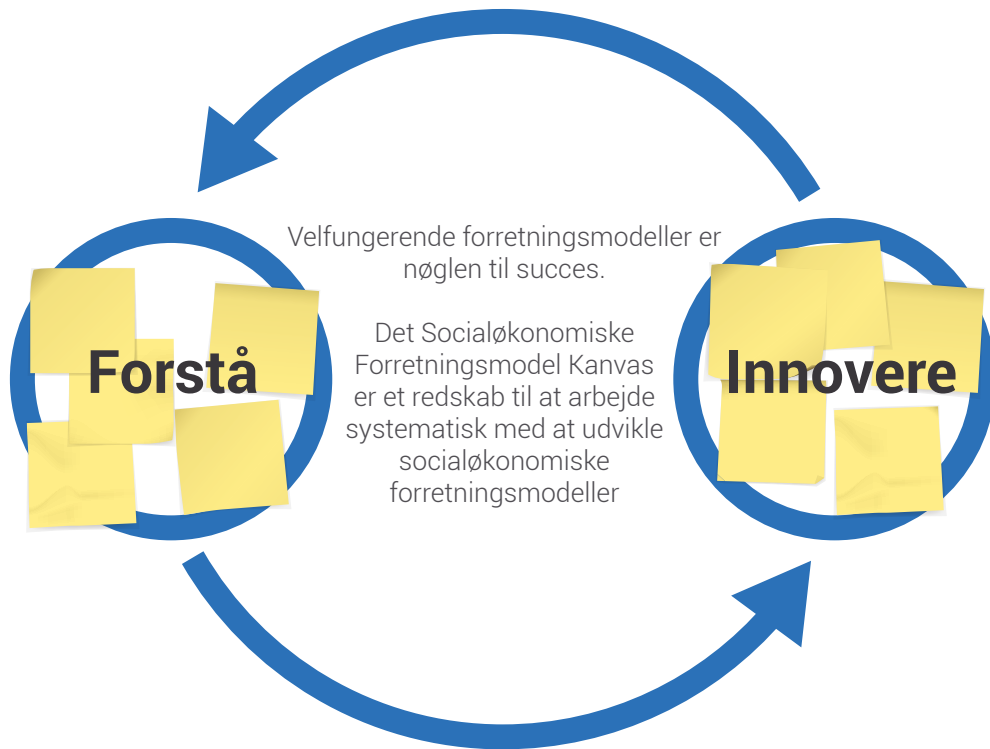 Velfungerende forretningsmodeller er
nøglen til succes.
Det Socialøkonomiske
Forretningsmodel Kanvas
er et redskab til at arbejde
systematisk med at udvikle
socialøkonomiske
forretningsmodeller
Forstå
Innovere